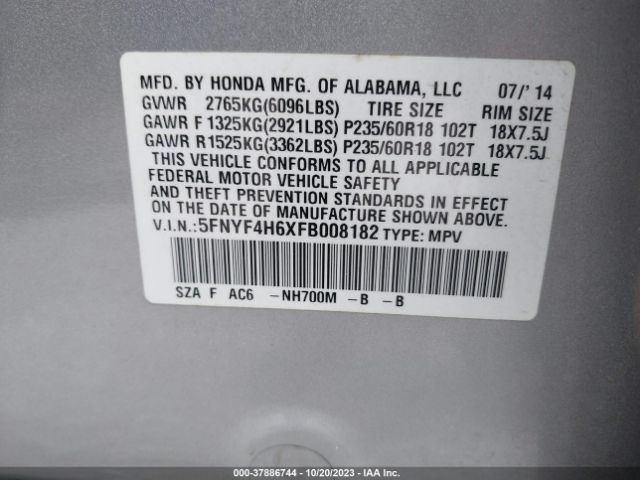 MFD. BY HONDA MFG. OF ALABAMA, LLC 07/'14
GVWR 2765KG(6096LBS) TIRE SIZE RIM SIZE
GAWR F 1325KG(2921LBS) P235/60R18 102T 18X7.5J
GAWR R 1525KG(3362LBS) P235/60R18 102T 18X7.5J
THIS VEHICLE CONFORMS TO ALL APPLICABLE
FEDERAL MOTOR VEHICLE SAFETY
AND THEFT PREVENTION STANDARDS IN EFFECT
ON THE DATE OF MANUFACTURE SHOWN ABOVE.
V.I.N.:5FNYF4H6XFB008182 TYPE: MPV
SZA F AC6 -NH700M -B -B
000-37886744 | 10/20/2023 - IAA Inc.